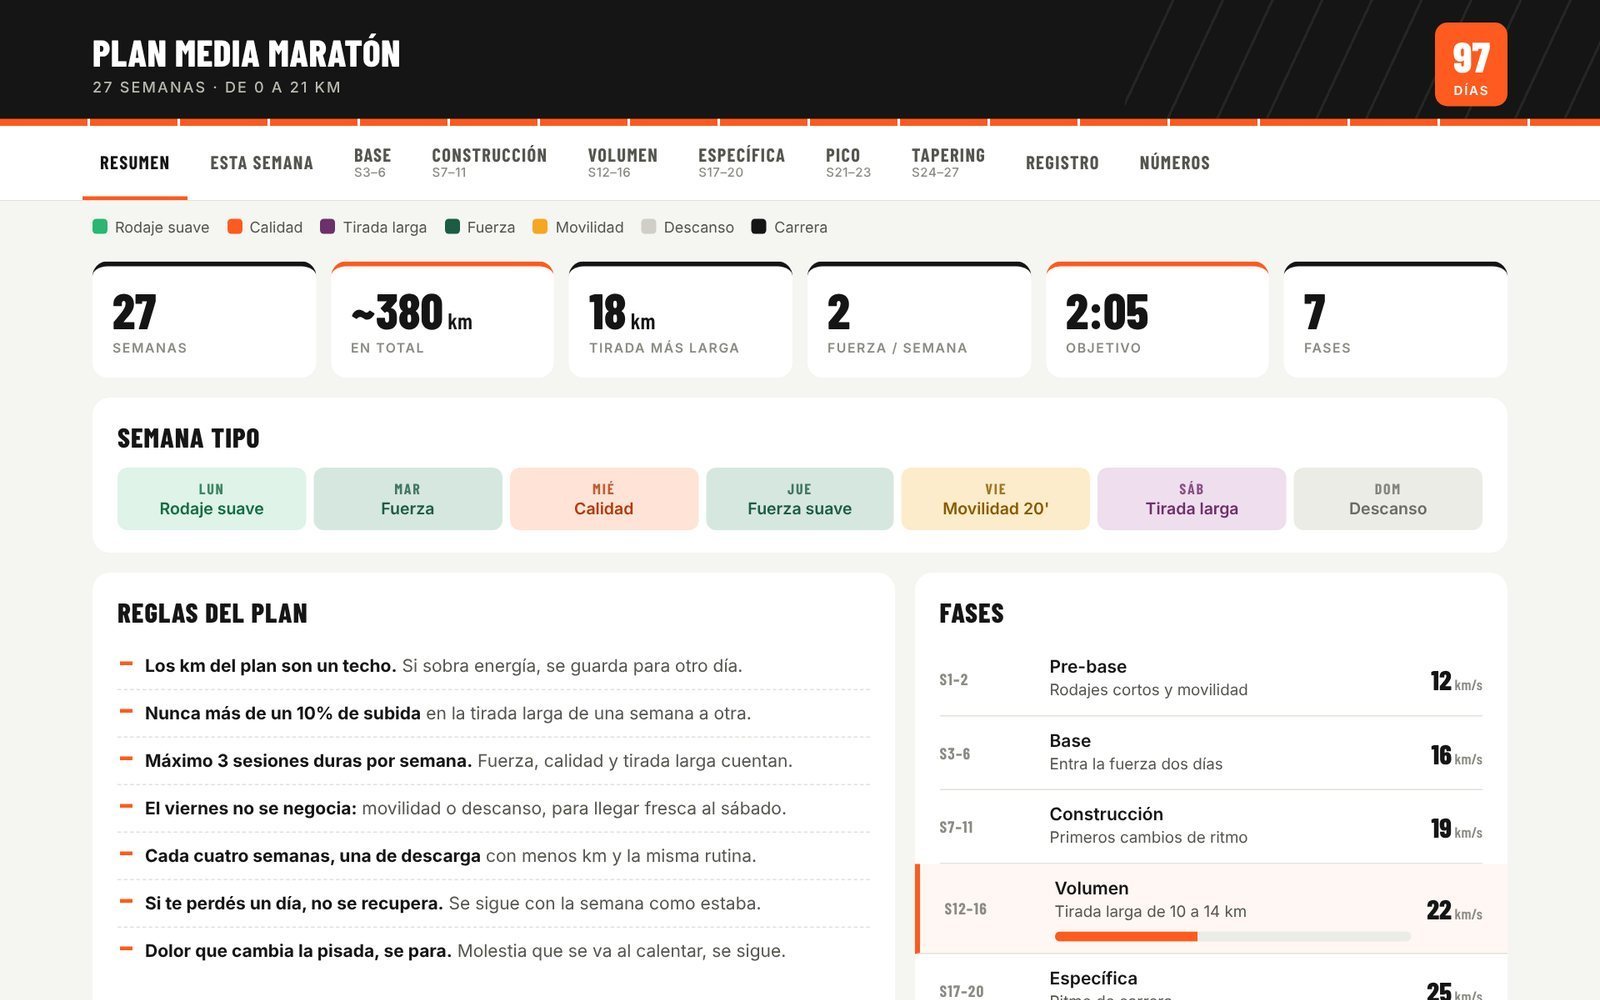 PLAN MEDIA MARATÓN
27 SEMANAS · DE 0 A 21 KM
97
DÍAS
RESUMEN
ESTA SEMANA
BASE
S3–6
CONSTRUCCIÓN
S7–11
VOLUMEN
S12–16
ESPECÍFICA
S17–20
PICO
S21–23
TAPERING
S24–27
REGISTRO
NÚMEROS
Rodaje suave
Calidad
Tirada larga
Fuerza
Movilidad
Descanso
Carrera
27
SEMANAS
~380 km
EN TOTAL
18 km
TIRADA MÁS LARGA
2
FUERZA / SEMANA
2:05
OBJETIVO
7
FASES
SEMANA TIPO
LUN
Rodaje suave
MAR
Fuerza
MIÉ
Calidad
JUE
Fuerza suave
VIE
Movilidad 20'
SÁB
Tirada larga
DOM
Descanso
REGLAS DEL PLAN
Los km del plan son un techo. Si sobra energía, se guarda para otro día.
Nunca más de un 10% de subida en la tirada larga de una semana a otra.
Máximo 3 sesiones duras por semana. Fuerza, calidad y tirada larga cuentan.
El viernes no se negocia: movilidad o descanso, para llegar fresca al sábado.
Cada cuatro semanas, una de descarga con menos km y la misma rutina.
Si te perdés un día, no se recupera. Se sigue con la semana como estaba.
Dolor que cambia la pisada, se para. Molestia que se va al calentar, se sigue.
FASES
S1–2
Pre-base
Rodajes cortos y movilidad
12 km/s
S3–6
Base
Entra la fuerza dos días
16 km/s
S7–11
Construcción
Primeros cambios de ritmo
19 km/s
S12–16
Volumen
Tirada larga de 10 a 14 km
22 km/s
S17–20
Específica
Ritmo de carrera
25 km/s